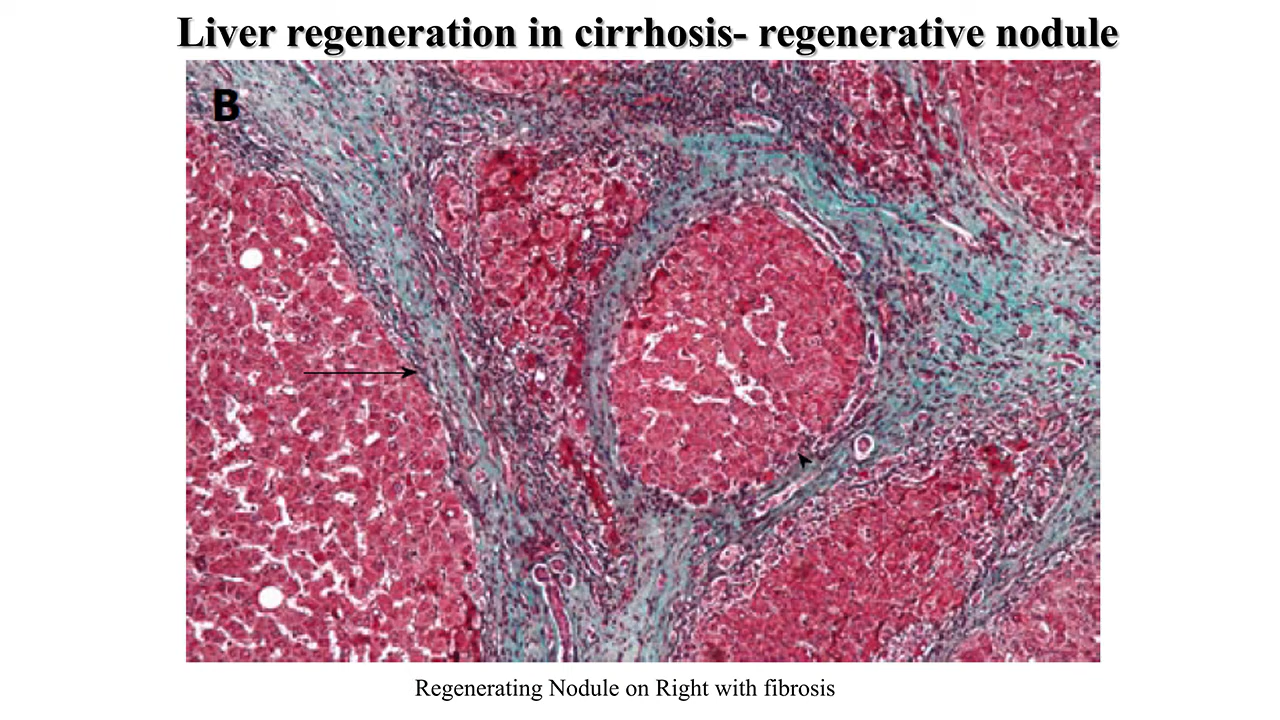 Liver regeneration in cirrhosis- regenerative nodule
B
Regenerating Nodule on Right with fibrosis